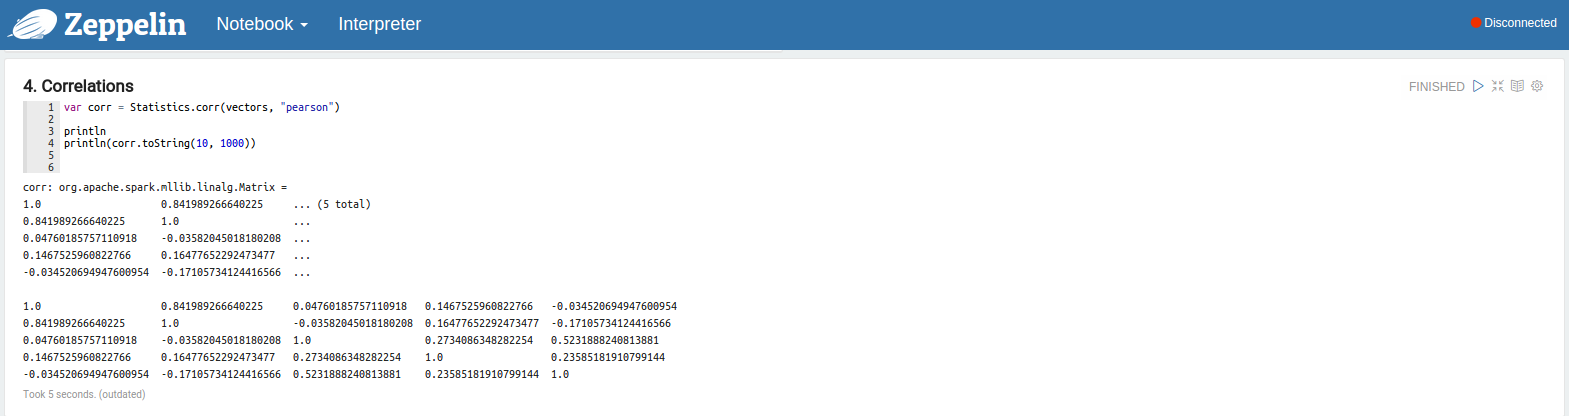 Zeppelin Notebook Interpreter Disconnected
4. Correlations FINISHED
1 var corr = Statistics.corr(vectors, "pearson")
2
3 println
4 println(corr.toString(10, 1000))
5
6
corr: org.apache.spark.mllib.linalg.Matrix =
1.0 0.841989266640225 ... (5 total)
0.841989266640225 1.0 ...
0.04760185757110918 -0.03582045018180208 ...
0.1467525960822766 0.16477652292473477 ...
-0.034520694947600954 -0.17105734124416566 ...
1.0 0.841989266640225 0.04760185757110918 0.1467525960822766 -0.034520694947600954
0.841989266640225 1.0 -0.03582045018180208 0.16477652292473477 -0.17105734124416566
0.04760185757110918 -0.03582045018180208 1.0 0.2734086348282254 0.5231888240813881
0.1467525960822766 0.16477652292473477 0.2734086348282254 1.0 0.23585181910799144
-0.034520694947600954 -0.17105734124416566 0.5231888240813881 0.23585181910799144 1.0
Took 5 seconds. (outdated)